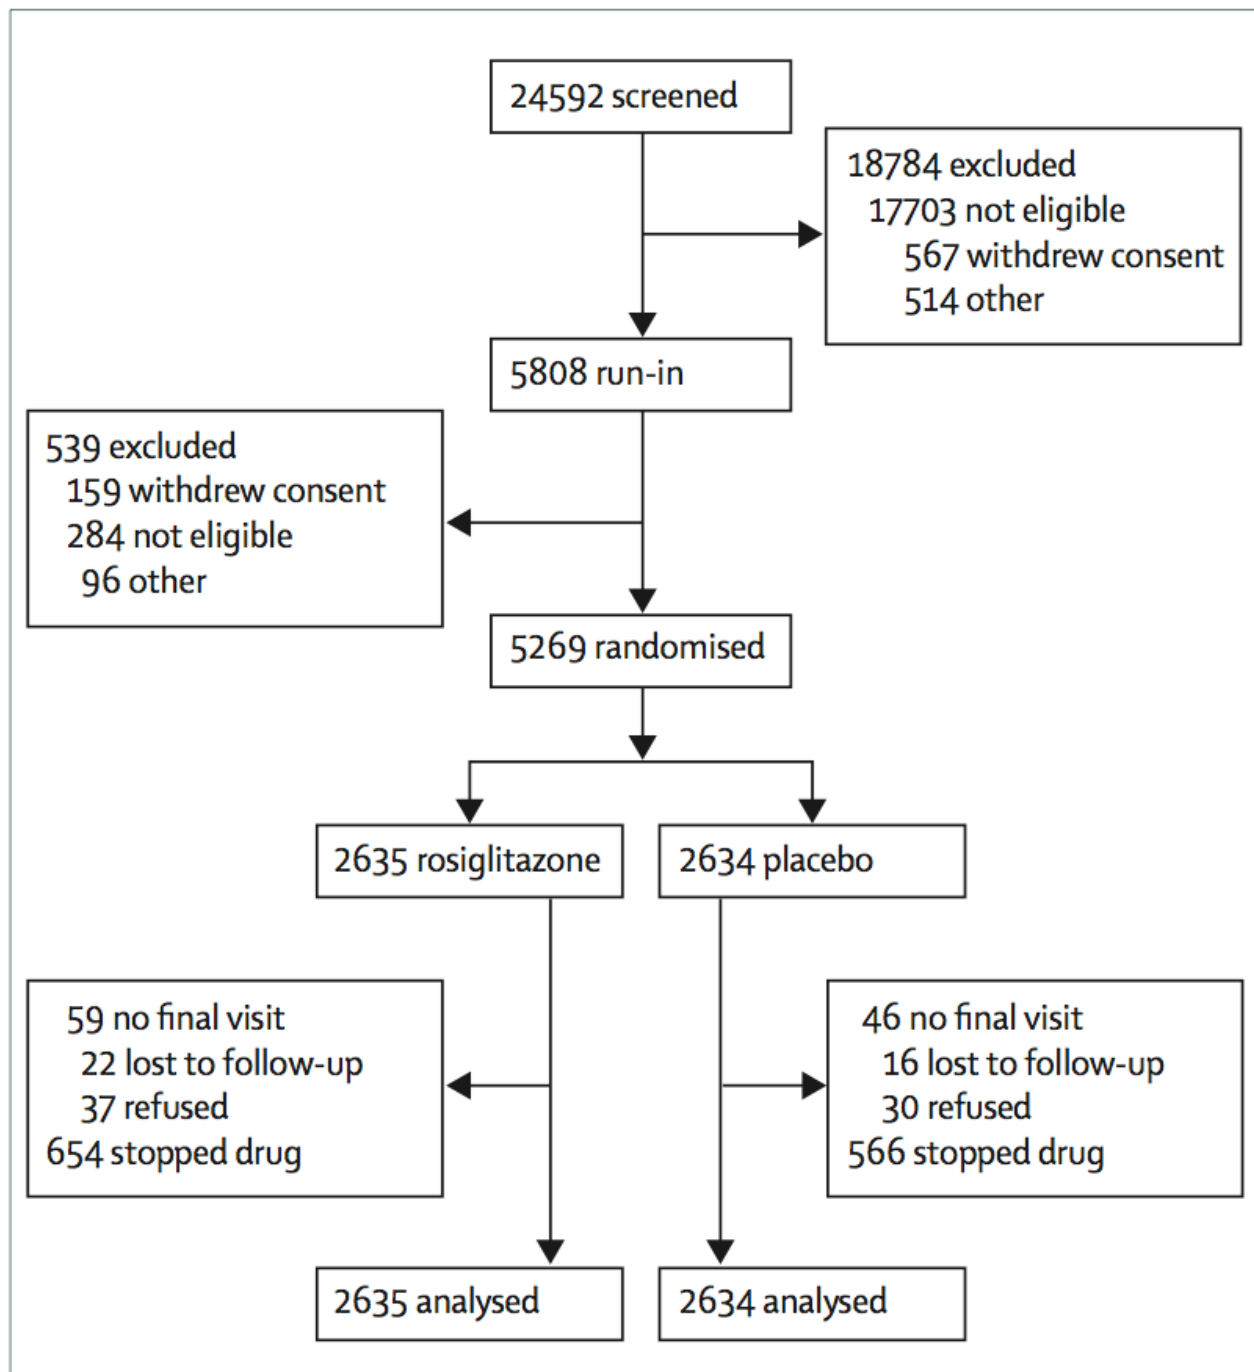 24592 screened
18784 excluded
17703 not eligible
567 withdrew consent
514 other
5808 run-in
539 excluded
159 withdrew consent
284 not eligible
96 other
5269 randomised
2635 rosiglitazone
2634 placebo
59 no final visit
22 lost to follow-up
37 refused
654 stopped drug
46 no final visit
16 lost to follow-up
30 refused
566 stopped drug
2635 analysed
2634 analysed